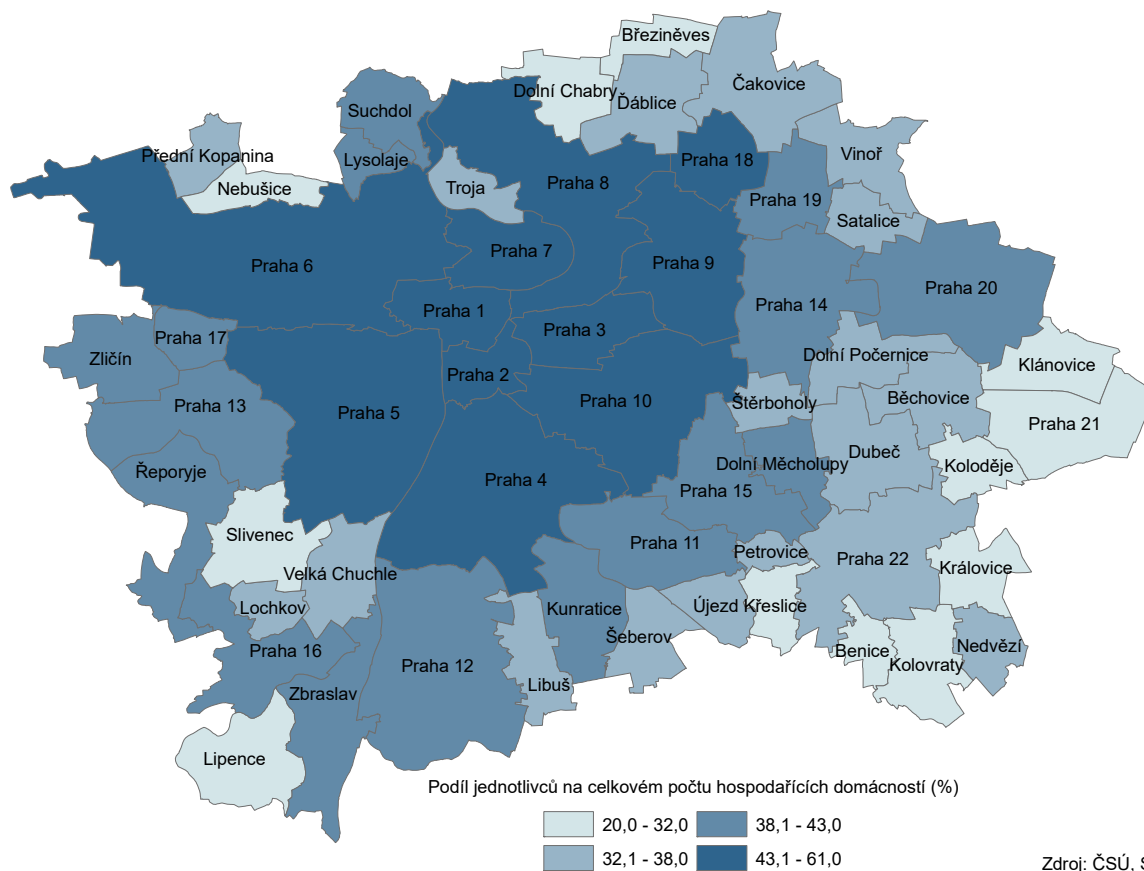 Březiněves
Dolní Chabry
Ďáblice
Čakovice
Suchdol
Přední Kopanina
Lysolaje
Nebušice
Troja
Praha 8
Praha 18
Vinoř
Praha 19
Satalice
Praha 6
Praha 7
Praha 9
Praha 20
Praha 14
Praha 1
Praha 3
Praha 17
Zličín
Dolní Počernice
Klánovice
Praha 2
Běchovice
Praha 13
Praha 5
Praha 10
Štěrboholy
Praha 21
Řeporyje
Dubeč
Dolní Měcholupy
Koloděje
Praha 4
Praha 15
Slivenec
Praha 11
Petrovice
Praha 22
Velká Chuchle
Královice
Lochkov
Kunratice
Újezd
Křeslice
Šeberov
Praha 16
Benice
Nedvězí
Praha 12
Kolovraty
Libuš
Zbraslav
Lipence
Podíl jednotlivců na celkovém počtu hospodařících domácností (%)
20,0 - 32,0
38,1 - 43,0
32,1 - 38,0
43,1 - 61,0
Zdroj: ČSÚ,